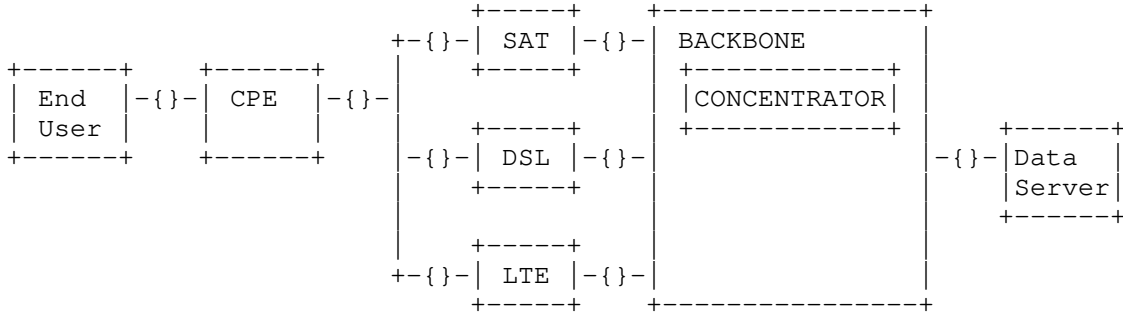 SAT
BACKBONE
End
User
CPE
CONCENTRATOR
DSL
Data
Server
LTE